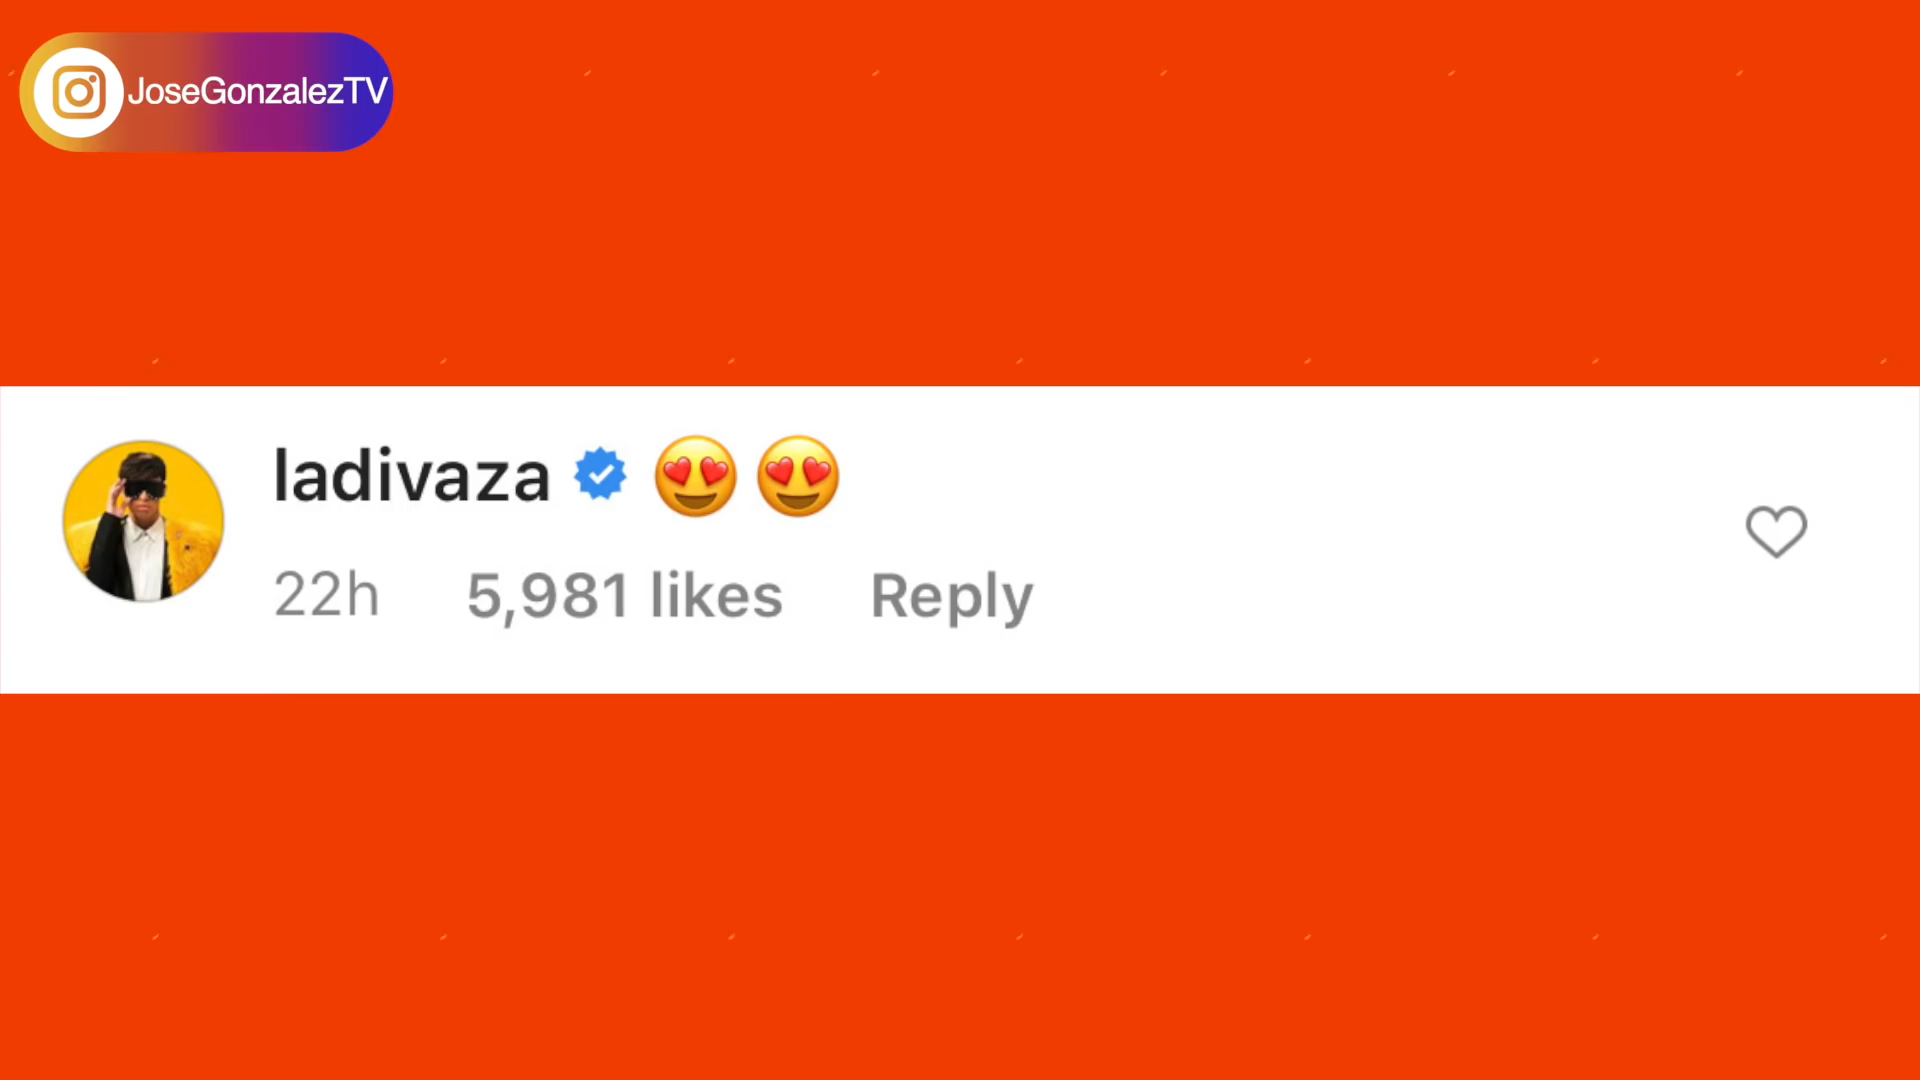 JoseGonzalezTV
ladivaza 😍 😍
22h 5,981 likes Reply